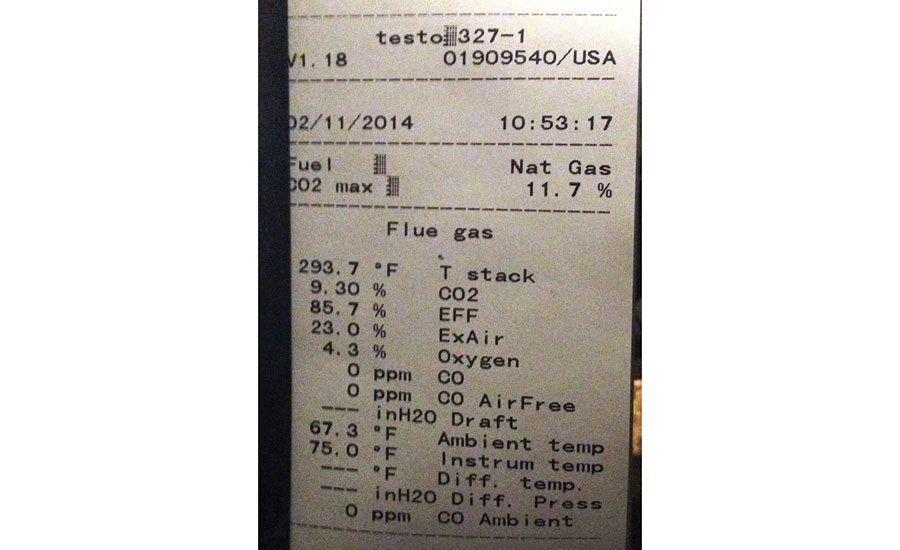 testo 327-1
V1.18 01909540/USA
02/11/2014 10:53:17
Fuel Nat Gas
CO2 max 11.7 %
Flue gas
293.7 °F T stack
9.30 % CO2
85.7 % EFF
23.0 % ExAir
4.3 % Oxygen
0 ppm CO
0 ppm CO AirFree
--- inH2O Draft
67.3 °F Ambient temp
75.0 °F Instrum temp
--- °F Diff. temp.
--- inH2O Diff. Press
0 ppm CO Ambient